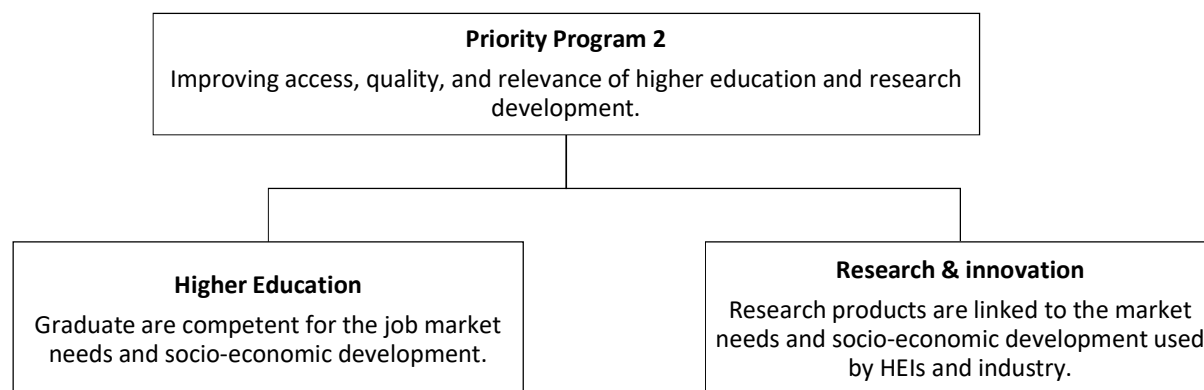 Priority Program 2
Improving access, quality, and relevance of higher education and research
development.
Higher Education
Graduate are competent for the job market
needs and socio-economic development.
Research & innovation
Research products are linked to the market
needs and socio-economic development used
by HEIs and industry.